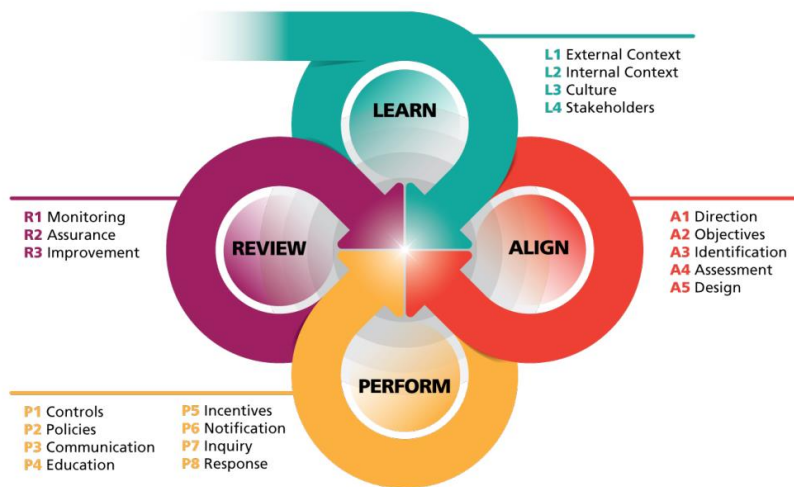 LEARN
L1 External Context
L2 Internal Context
L3 Culture
L4 Stakeholders
REVIEW
R1 Monitoring
R2 Assurance
R3 Improvement
ALIGN
A1 Direction
A2 Objectives
A3 Identification
A4 Assessment
A5 Design
PERFORM
P1 Controls
P2 Policies
P3 Communication
P4 Education
P5 Incentives
P6 Notification
P7 Inquiry
P8 Response